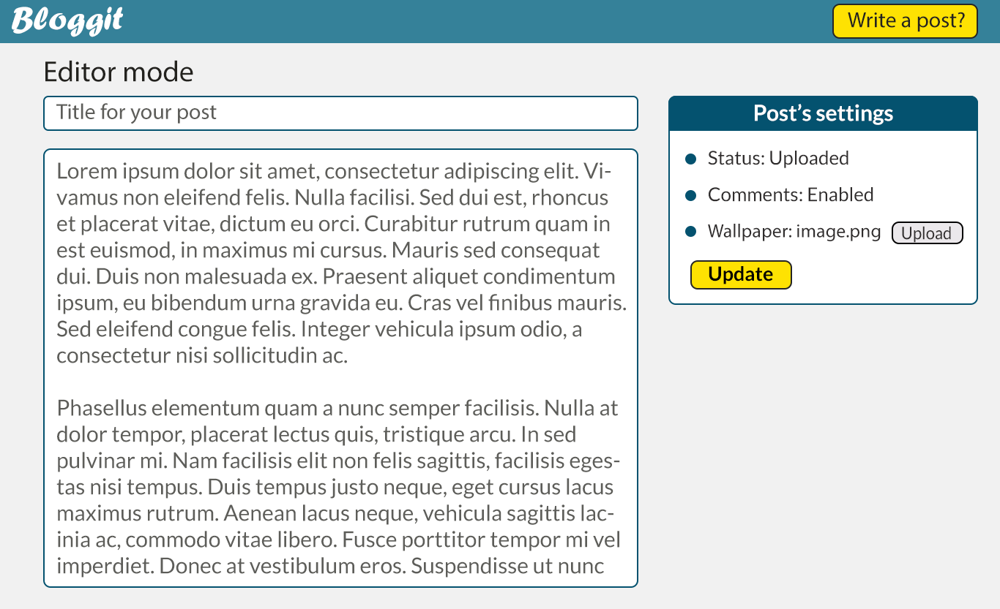 Bloggit
Write a post?
Editor mode
Title for your post
Lorem ipsum dolor sit amet, consectetur adipiscing elit. Vi-
vamus non eleifend felis. Nulla facilisi. Sed dui est, rhoncus
et placerat vitae, dictum eu orci. Curabitur rutrum quam in
est euismod, in maximus mi cursus. Mauris sed consequat
dui. Duis non malesuada ex. Praesent aliquet condimentum
ipsum, eu bibendum urna gravida eu. Cras vel finibus mauris.
Sed eleifend congue felis. Integer vehicula ipsum odio, a
consectetur nisi sollicitudin ac.
Phasellus elementum quam a nunc semper facilisis. Nulla at
dolor tempor, placerat lectus quis, tristique arcu. In sed
pulvinar mi. Nam facilisis elit non felis sagittis, facilisis eges-
tas nisi tempus. Duis tempus justo neque, eget cursus lacus
maximus rutrum. Aenean lacus neque, vehicula sagittis lac-
inia ac, commodo vitae libero. Fusce porttitor tempor mi vel
imperdiet. Donec at vestibulum eros. Suspendisse ut nunc
Post’s settings
Status: Uploaded
Comments: Enabled
Wallpaper: image.png Upload
Update